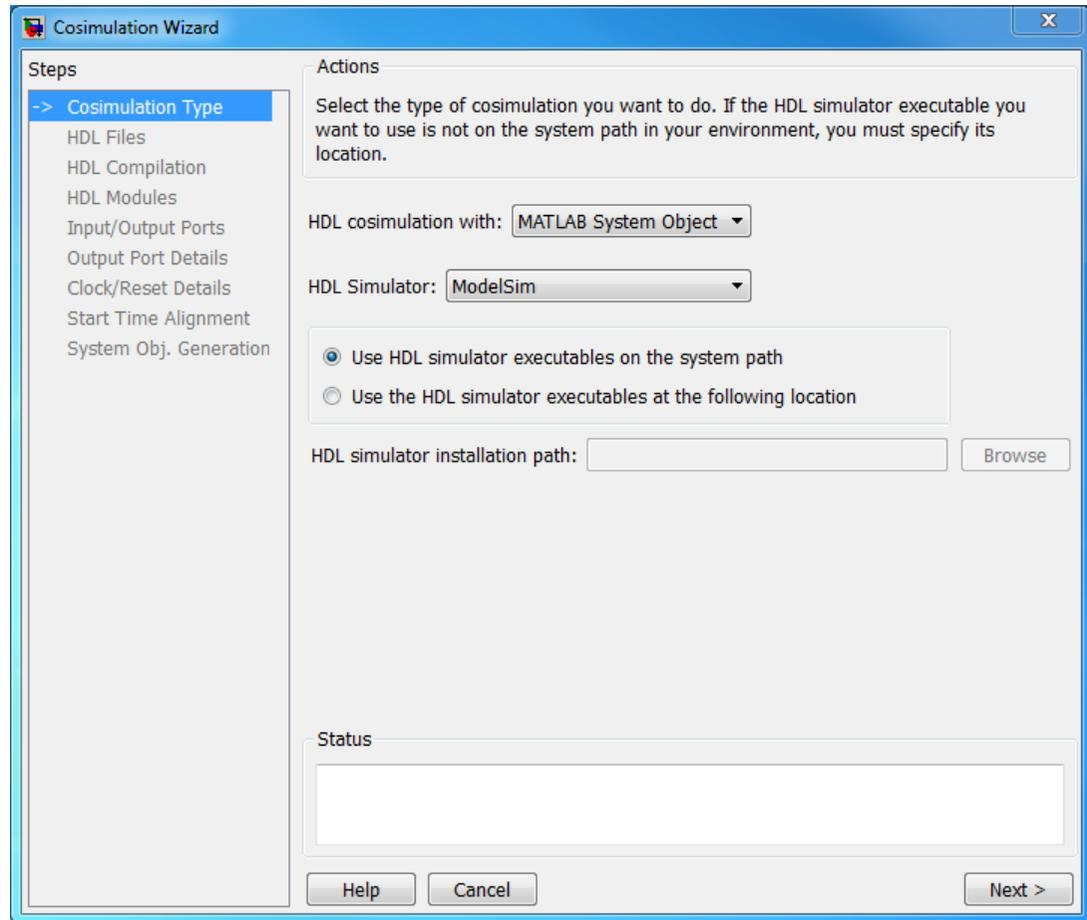 Cosimulation Wizard
X
Steps
-> Cosimulation Type
HDL Files
HDL Compilation
HDL Modules
Input/Output Ports
Output Port Details
Clock/Reset Details
Start Time Alignment
System Obj. Generation
Actions
Select the type of cosimulation you want to do. If the HDL simulator executable you
want to use is not on the system path in your environment, you must specify its
location.
HDL cosimulation with: MATLAB System Object
HDL Simulator: ModelSim
Use HDL simulator executables on the system path
Use the HDL simulator executables at the following location
HDL simulator installation path: Browse
Status
Help Cancel Next >